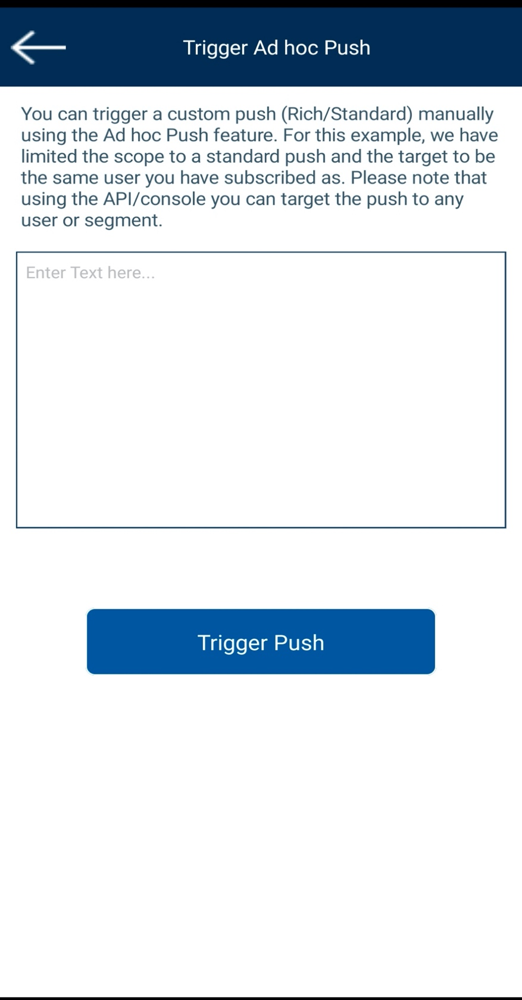 Trigger Ad hoc Push
You can trigger a custom push (Rich/Standard) manually
using the Ad hoc Push feature. For this example, we have
limited the scope to a standard push and the target to be
the same user you have subscribed as. Please note that
using the API/console you can target the push to any
user or segment.
Enter Text here...
Trigger Push